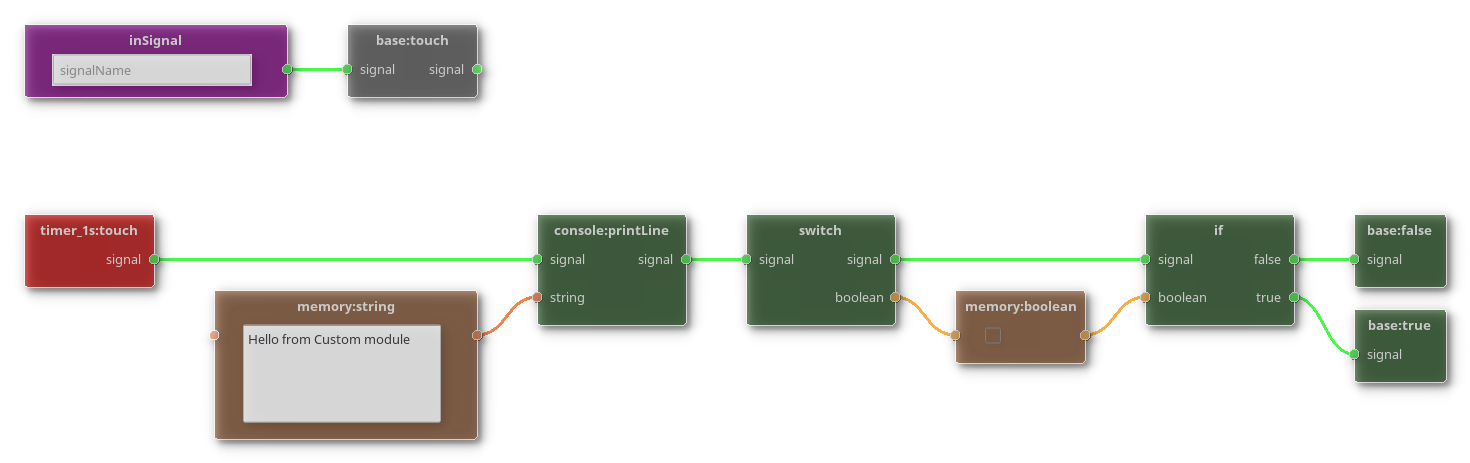 inSignal
signalName
base:touch
signal signal
timer_1s:touch
signal
memory:string
Hello from Custom module
console:printLine
signal signal
string
switch
signal signal
boolean
memory:boolean
if
signal false
boolean true
base:false
signal
base:true
signal